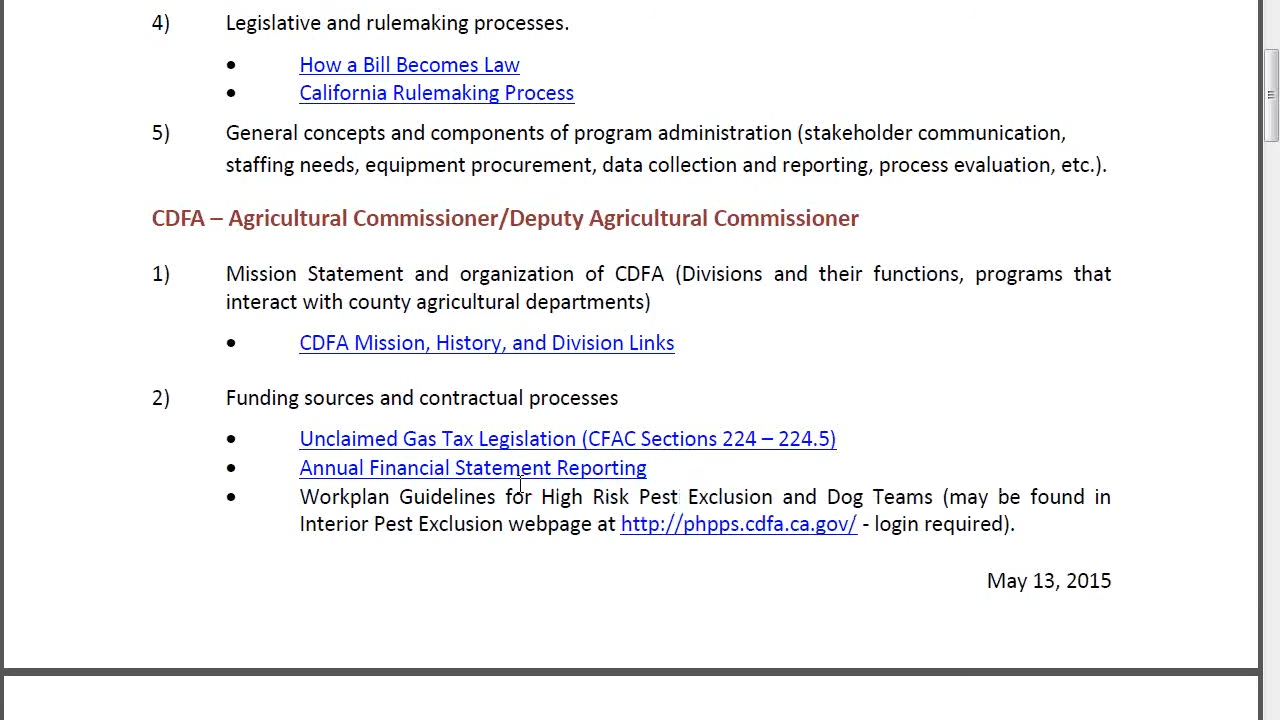 4) Legislative and rulemaking processes.
• How a Bill Becomes Law
• California Rulemaking Process
5) General concepts and components of program administration (stakeholder communication,
staffing needs, equipment procurement, data collection and reporting, process evaluation, etc.).
CDFA – Agricultural Commissioner/Deputy Agricultural Commissioner
1) Mission Statement and organization of CDFA (Divisions and their functions, programs that
interact with county agricultural departments)
• CDFA Mission, History, and Division Links
2) Funding sources and contractual processes
• Unclaimed Gas Tax Legislation (CFAC Sections 224 – 224.5)
• Annual Financial Statement Reporting
• Workplan Guidelines for High Risk Pest Exclusion and Dog Teams (may be found in
Interior Pest Exclusion webpage at http://phpps.cdfa.ca.gov/ - login required).
May 13, 2015